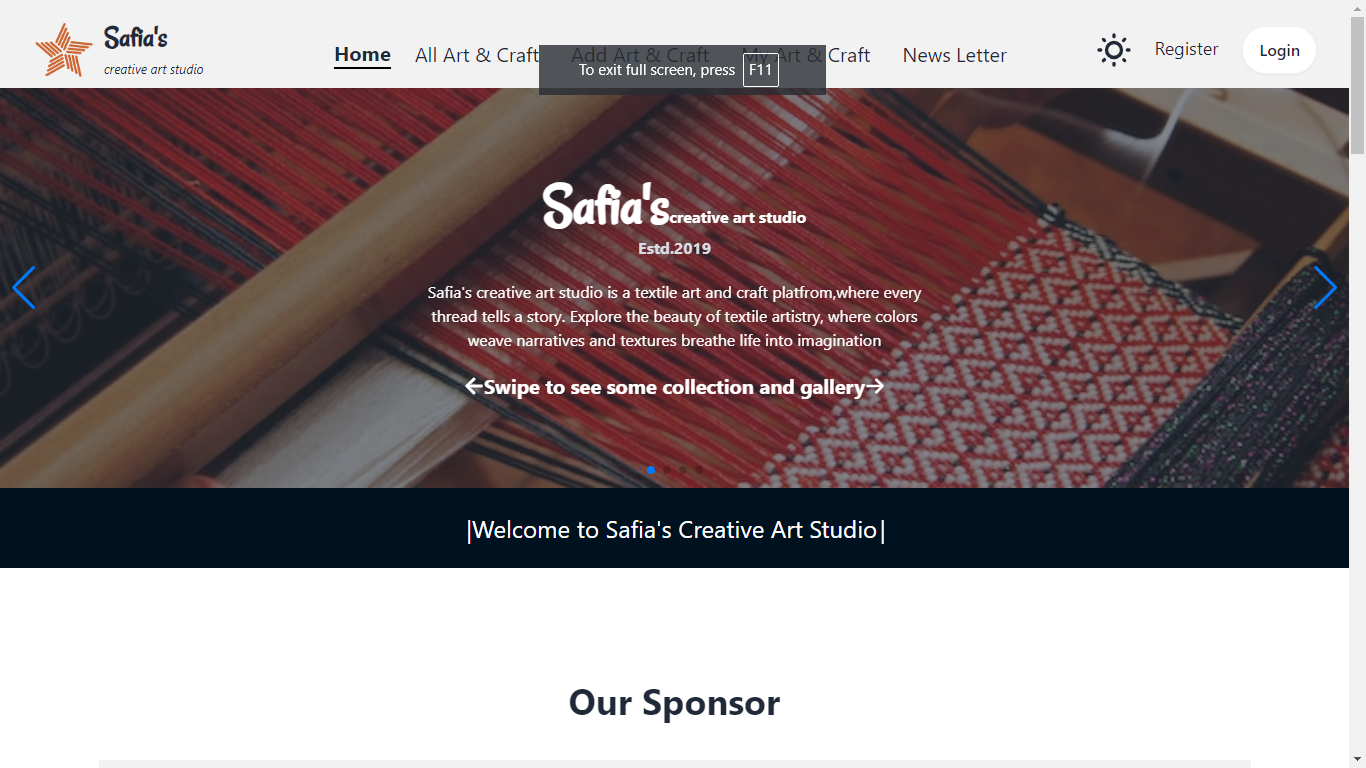 Safia's
creative art studio
Home All Art & Craft Add Art & Craft My Art & Craft News Letter
Register Login
To exit full screen, press F11
Safia's creative art studio
Estd.2019
Safia's creative art studio is a textile art and craft platfrom,where every
thread tells a story. Explore the beauty of textile artistry, where colors
weave narratives and textures breathe life into imagination
←Swipe to see some collection and gallery→
|Welcome to Safia's Creative Art Studio|
Our Sponsor